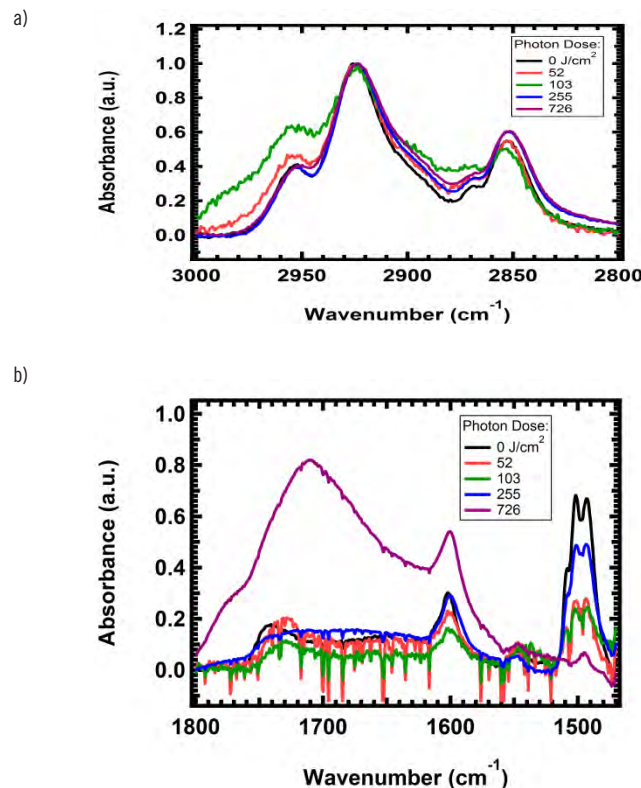 a)
1.2
1.0
0.8
0.6
0.4
0.2
0.0
Absorbance (a.u.)
Photon Dose:
0 J/cm²
52
103
255
726
3000 2950 2900 2850 2800
Wavenumber (cm⁻¹)
b)
1.0
0.8
0.6
0.4
0.2
0.0
Absorbance (a.u.)
Photon Dose:
0 J/cm²
52
103
255
726
1800 1700 1600 1500
Wavenumber (cm⁻¹)